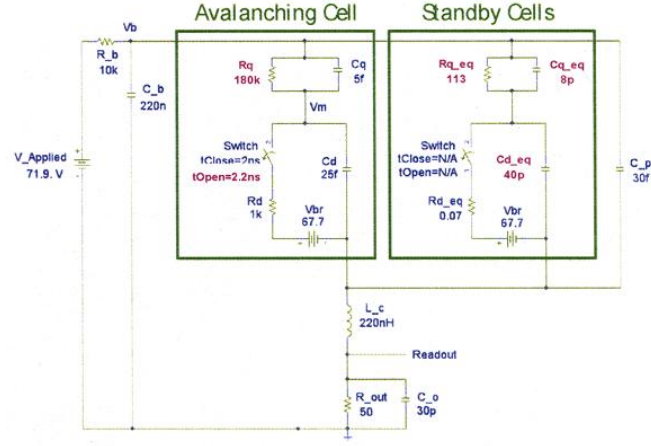 Avalanching Cell
Standby Cells
Vb
R_b
10k
C_b
220n
V_Applied
71.9. V
Rq
180k
Cq
5f
Vm
Switch
tClose=2ns
tOpen=2.2ns
Cd
25f
Rd
1k
Vbr
67.7
Rq_eq
113
Cq_eq
8p
Switch
tClose=N/A
tOpen=N/A
Cd_eq
40p
Rd_eq
0.07
Vbr
67.7
C_p
30f
L_c
220nH
Readout
R_out
50
C_o
30p